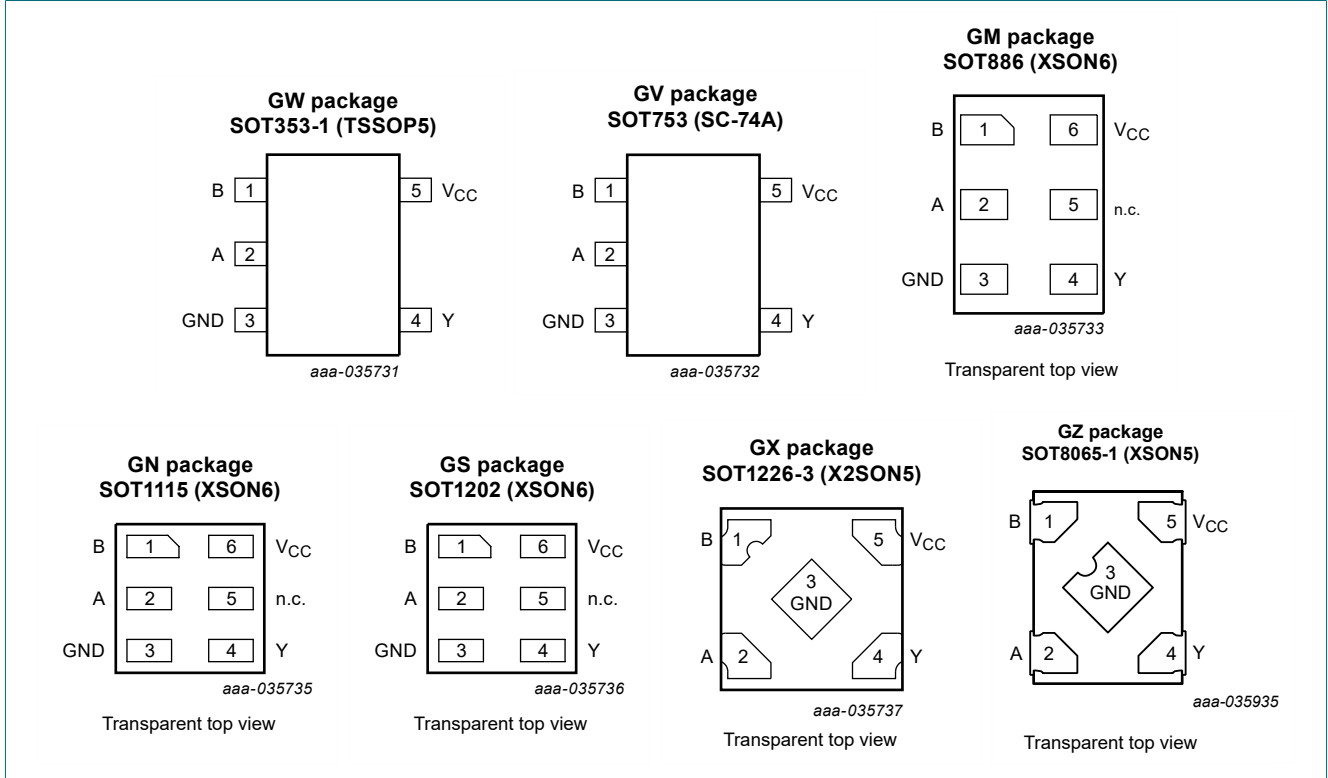 GW package
SOT353-1 (TSSOP5)
B 1 5 VCC
A 2
GND 3 4 Y
aaa-035731
GV package
SOT753 (SC-74A)
B 1 5 VCC
A 2
GND 3 4 Y
aaa-035732
GM package
SOT886 (XSON6)
B 1 6 VCC
A 2 5 n.c.
GND 3 4 Y
aaa-035733
Transparent top view
GN package
SOT1115 (XSON6)
B 1 6 VCC
A 2 5 n.c.
GND 3 4 Y
aaa-035735
Transparent top view
GS package
SOT1202 (XSON6)
B 1 6 VCC
A 2 5 n.c.
GND 3 4 Y
aaa-035736
Transparent top view
GX package
SOT1226-3 (X2SON5)
B 1 5 VCC
3
GND
A 2 4 Y
aaa-035737
Transparent top view
GZ package
SOT8065-1 (XSON5)
B 1 5 VCC
3
GND
A 2 4 Y
aaa-035935
Transparent top view